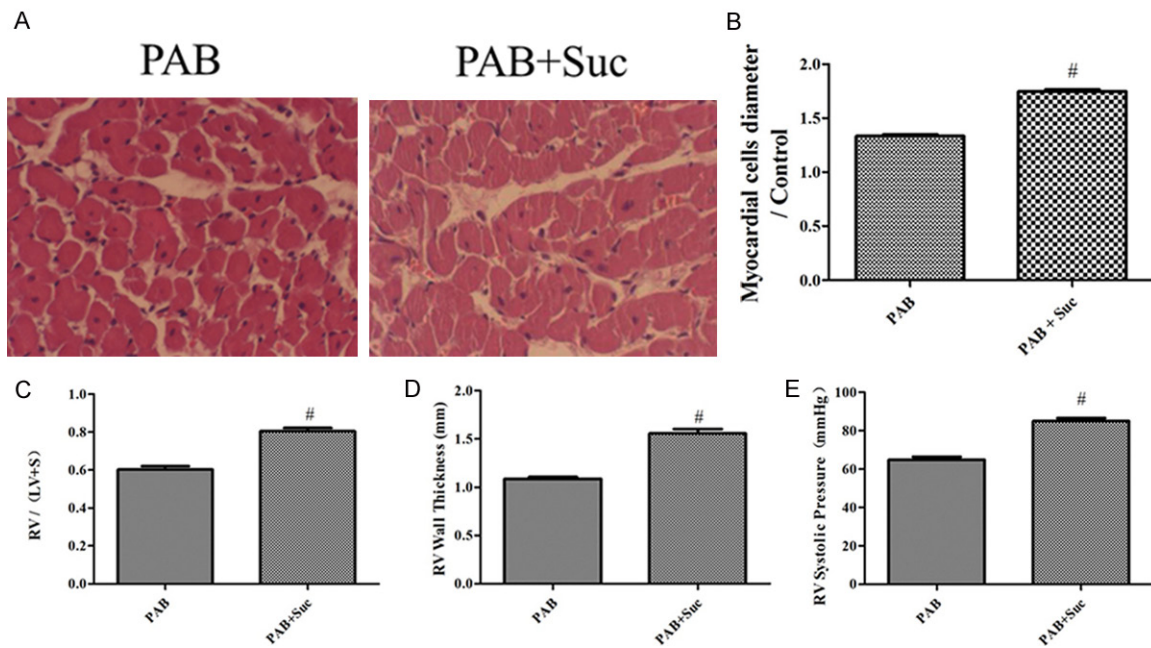 A
PAB
PAB+Suc
B
Myocardial cells diameter
/ Control
2.0
1.5
1.0
0.5
0.0
#
PAB
PAB + Suc
C
RV /（LV+S）
1.0
0.8
0.6
0.4
0.2
0.0
#
PAB
PAB+Suc
D
RV Wall Thickness (mm)
2.0
1.5
1.0
0.5
0.0
#
PAB
PAB+Suc
E
RV Systolic Pressure（mmHg）
100
80
60
40
20
0
#
PAB
PAB+Suc